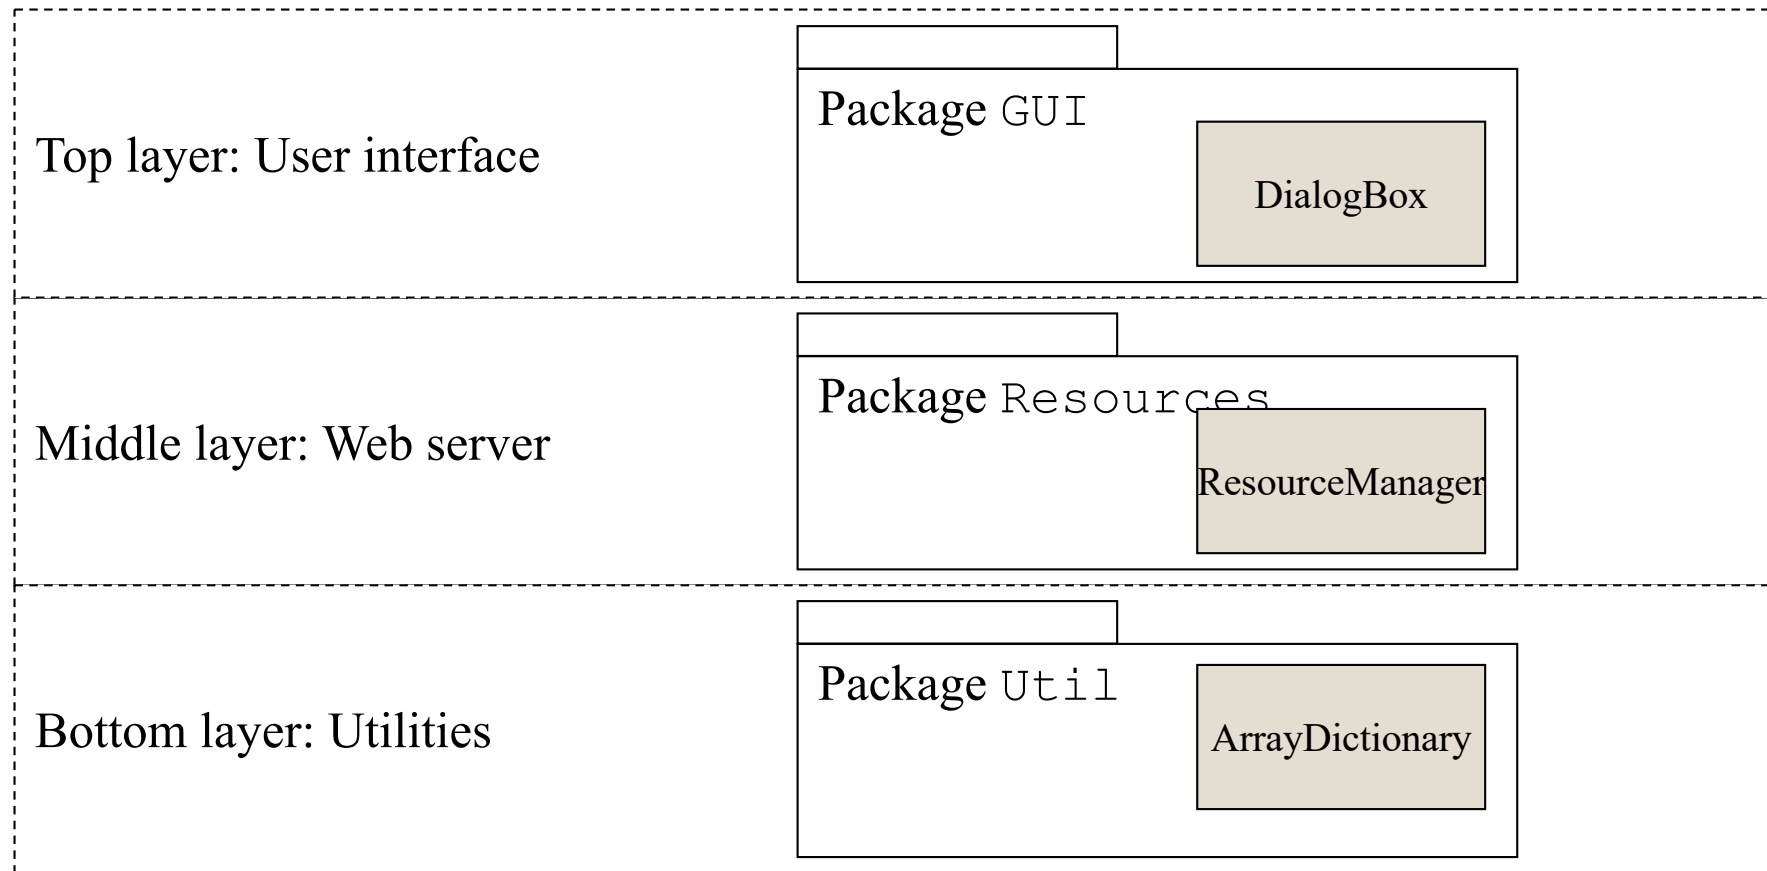 Package GUI
Top layer: User interface
DialogBox
Package Resources
Middle layer: Web server
ResourceManager
Package Util
Bottom layer: Utilities
ArrayDictionary